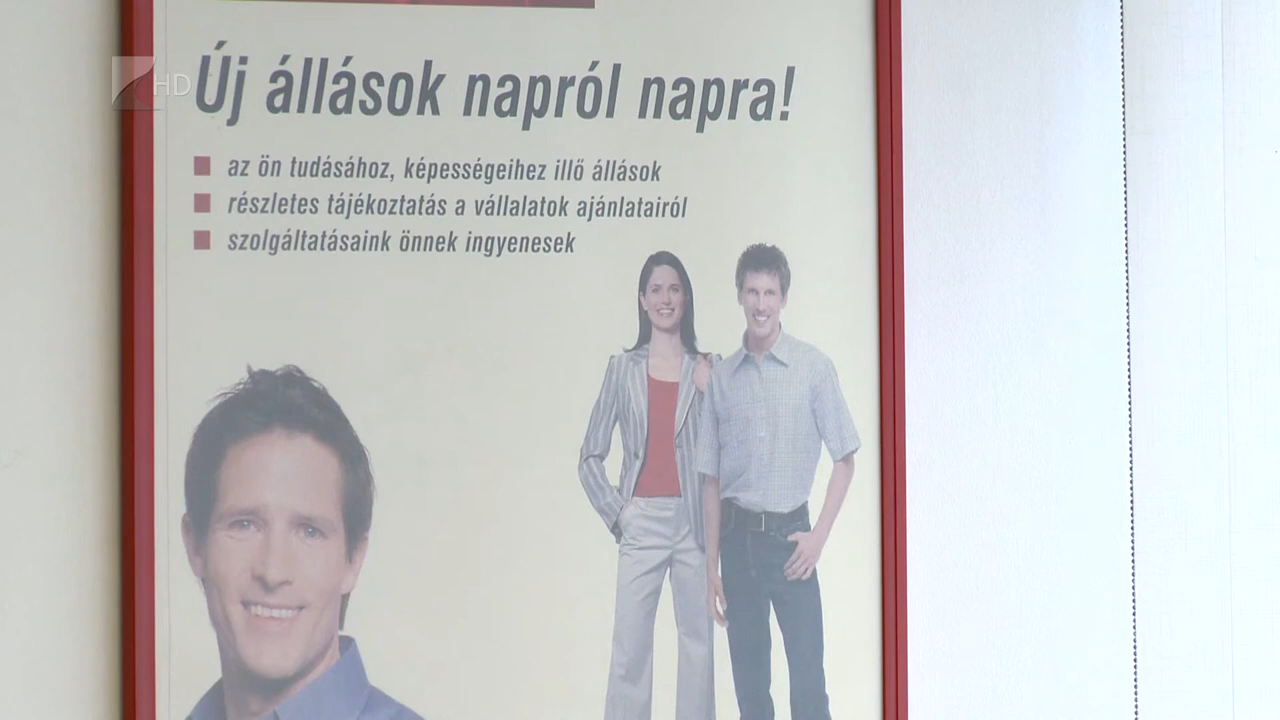 HD
Új állások napról napra!
az ön tudásához, képességeihez illő állások
részletes tájékoztatás a vállalatok ajánlatairól
szolgáltatásaink önnek ingyenesek